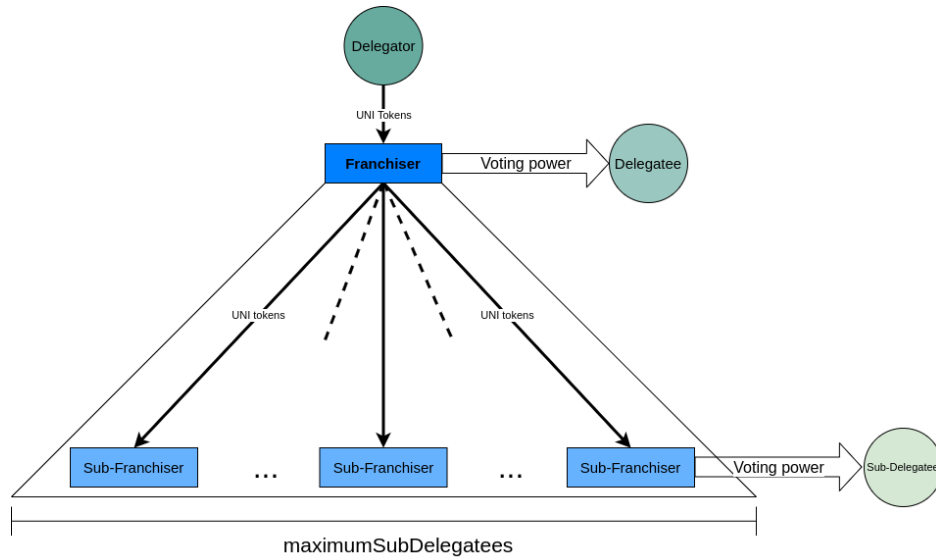 Delegator
UNI Tokens
Franchiser
Voting power
Delegatee
UNI tokens
UNI tokens
Sub-Franchiser
...
Sub-Franchiser
...
Sub-Franchiser
Voting power
Sub-Delegatee
maximumSubDelegatees